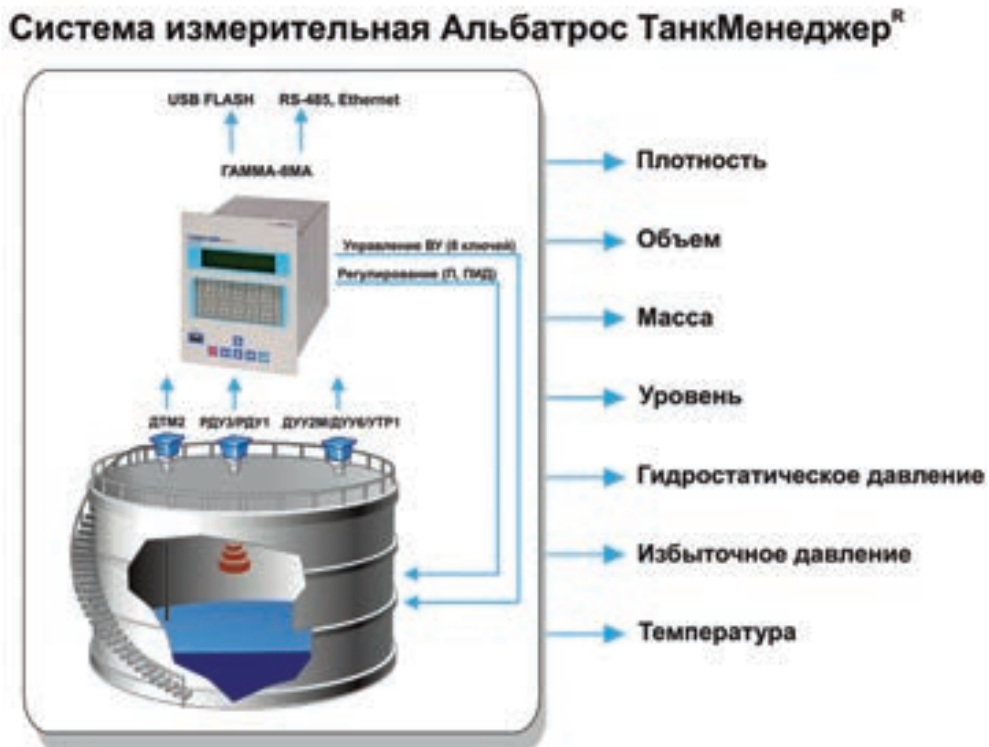 Система измерительная Альбатрос ТанкМенеджер R
USB FLASH RS-485, Ethernet
ГАММА-8МА
Управление ВУ (8 ключей)
Регулирование (П, ПИД)
ДТМ2 РДУ3/РДУ1 ДУУ2М/ДУУ6/УТР1
Плотность
Объем
Масса
Уровень
Гидростатическое давление
Избыточное давление
Температура